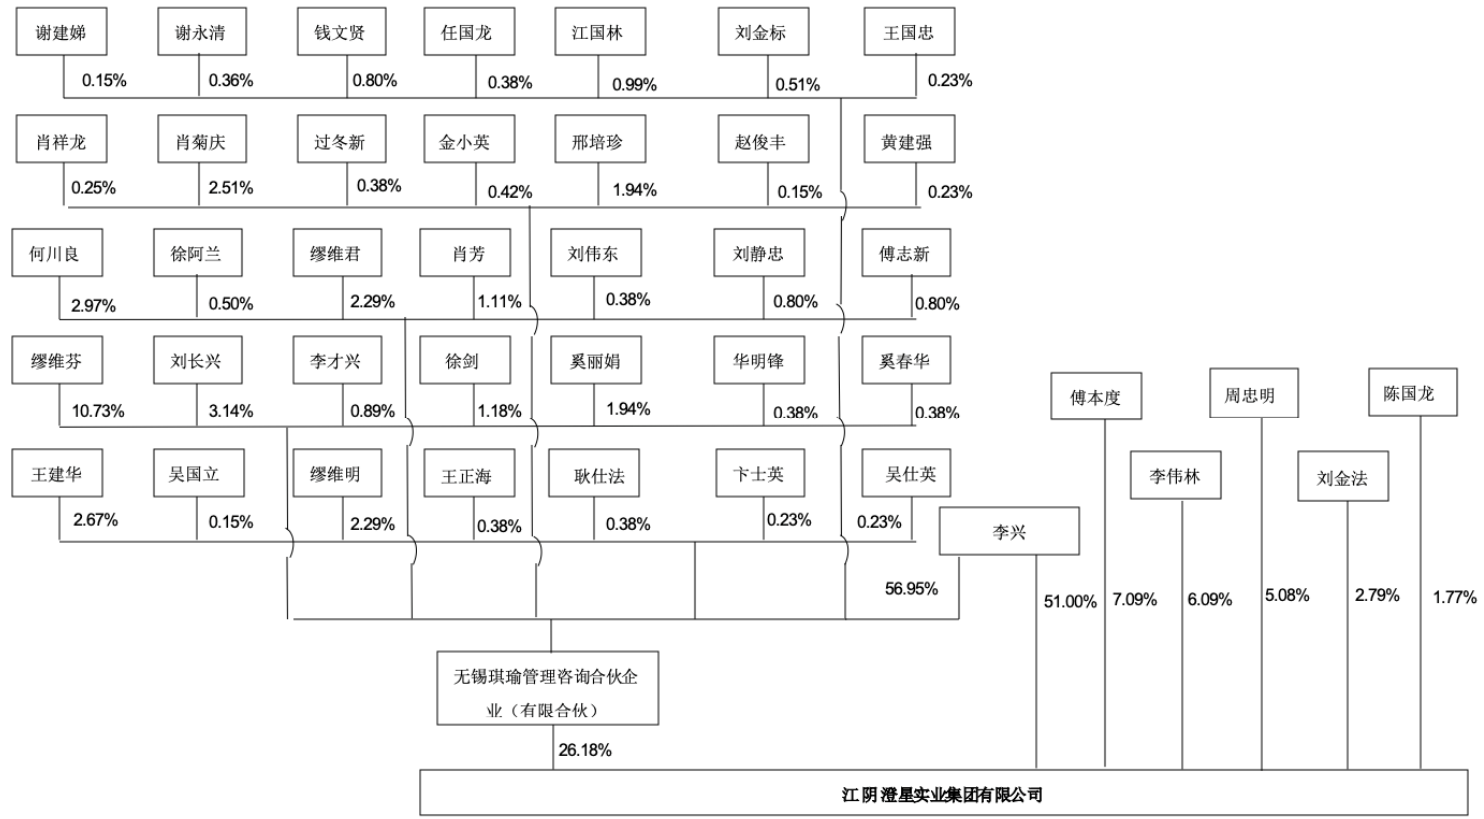 谢建娣 谢永清 钱文贤 任国龙 江国林 刘金标 王国忠
0.15% 0.36% 0.80% 0.38% 0.99% 0.51% 0.23%
肖祥龙 肖菊庆 过冬新 金小英 邢培珍 赵俊丰 黄建强
0.25% 2.51% 0.38% 0.42% 1.94% 0.15% 0.23%
何川良 徐阿兰 缪维君 肖芳 刘伟东 刘静忠 傅志新
2.97% 0.50% 2.29% 1.11% 0.38% 0.80% 0.80%
缪维芬 刘长兴 李才兴 徐剑 奚丽娟 华明锋 奚春华
10.73% 3.14% 0.89% 1.18% 1.94% 0.38% 0.38%
傅本度 周忠明 陈国龙
王建华 吴国立 缪维明 王正海 耿仕法 卞士英 吴仕英
李伟林 刘金法
2.67% 0.15% 2.29% 0.38% 0.38% 0.23% 0.23%
李兴
56.95% 51.00% 7.09% 6.09% 5.08% 2.79% 1.77%
无锡琪瑜管理咨询合伙企
业（有限合伙）
26.18%
江阴澄星实业集团有限公司